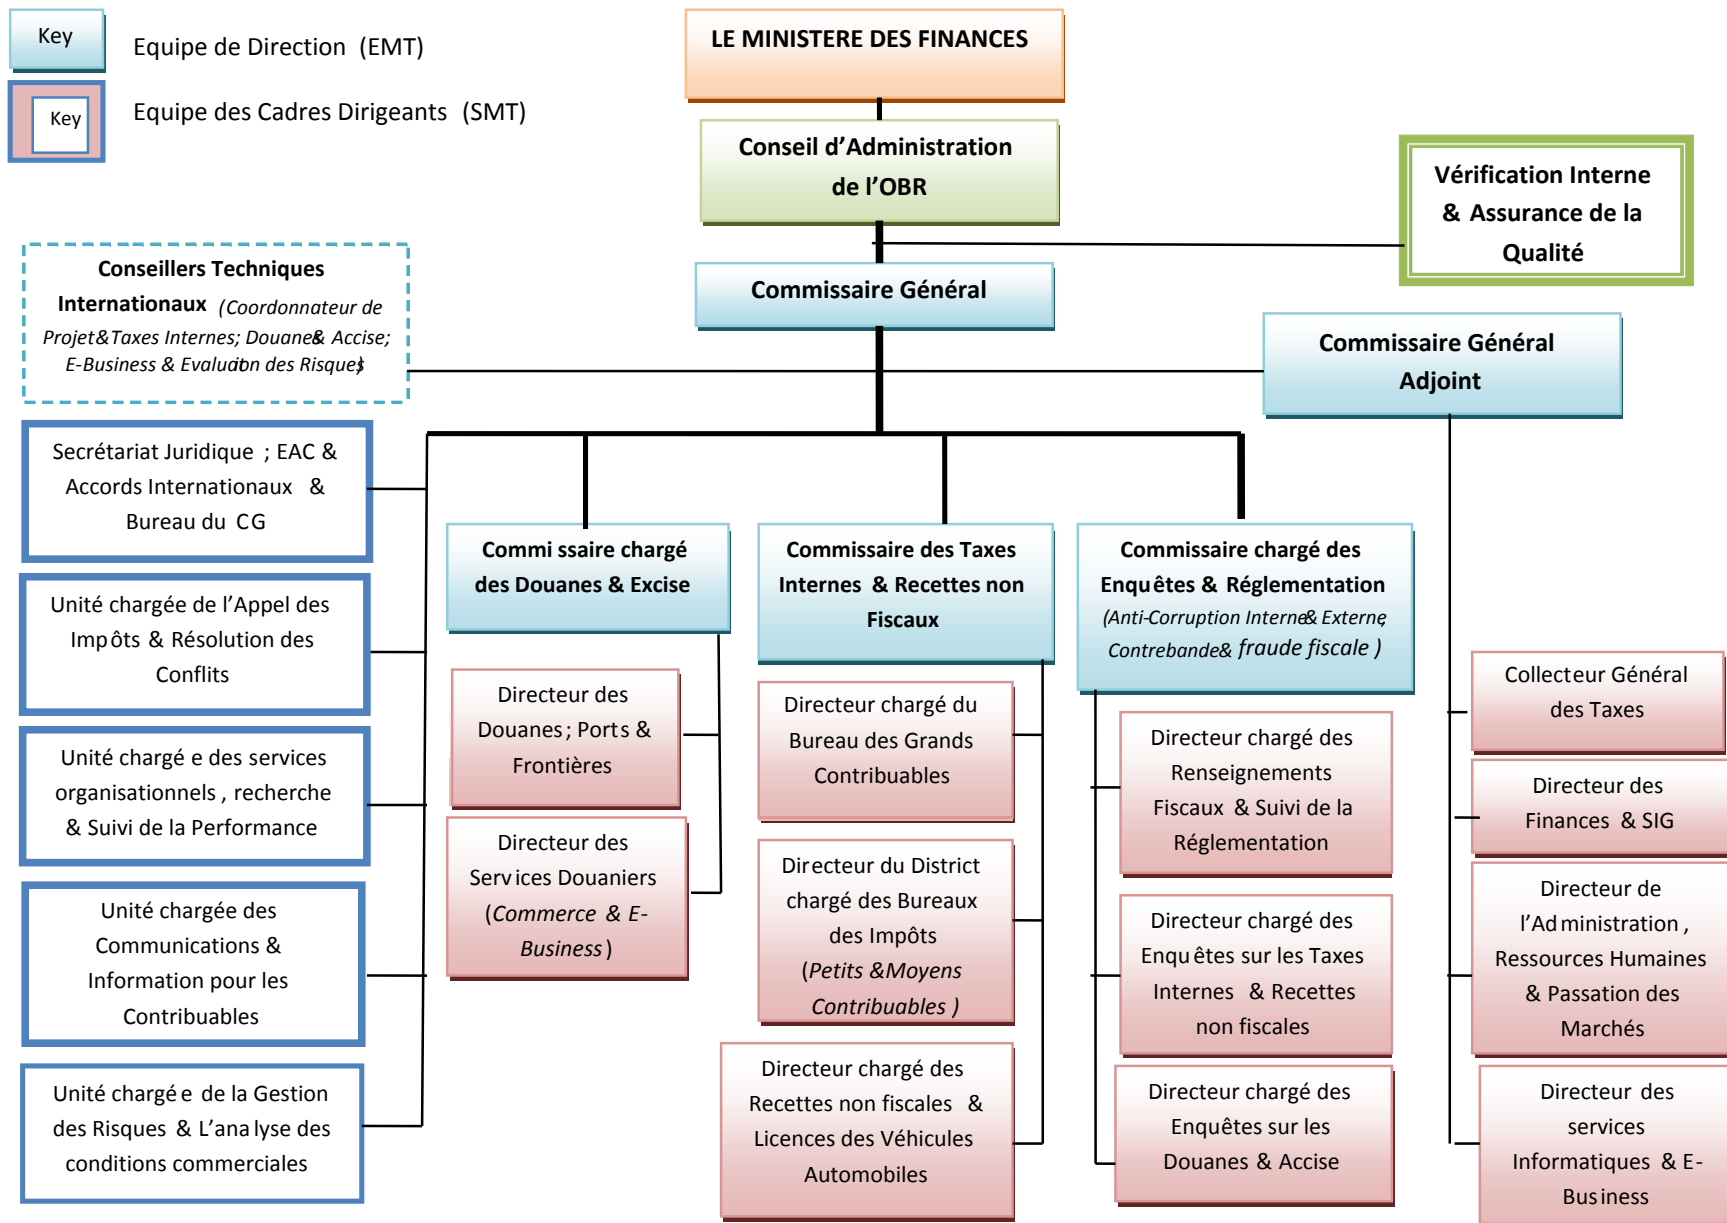 Key
Equipe de Direction (EMT)
Key
Equipe des Cadres Dirigeants (SMT)
LE MINISTERE DES FINANCES
Conseil d’Administration
de l’OBR
Vérification Interne
& Assurance de la
Qualité
Commissaire Général
Conseillers Techniques
Internationaux (Coordonnateur de
Projet&Taxes Internes; Douane& Accise;
E-Business & Evaluation des Risques)
Commissaire Général
Adjoint
Secrétariat Juridique ; EAC &
Accords Internationaux &
Bureau du CG
Unité chargée de l’Appel des
Impôts & Résolution des
Conflits
Unité chargé e des services
organisationnels , recherche
& Suivi de la Performance
Unité chargée des
Communications &
Information pour les
Contribuables
Unité chargé e de la Gestion
des Risques & L’ana lyse des
conditions commerciales
Commi ssaire chargé
des Douanes & Excise
Directeur des
Douanes ; Ports &
Frontières
Directeur des
Services Douaniers
(Commerce & E-
Business)
Commissaire des Taxes
Internes & Recettes non
Fiscaux
Directeur chargé du
Bureau des Grands
Contribuables
Directeur du District
chargé des Bureaux
des Impôts
(Petits &Moyens
Contribuables )
Directeur chargé des
Recettes non fiscales &
Licences des Véhicules
Automobiles
Commissaire chargé des
Enquêtes & Réglementation
(Anti-Corruption Interne& Externe,
Contrebande& fraude fiscale )
Directeur chargé des
Renseignements
Fiscaux & Suivi de la
Réglementation
Directeur chargé des
Enquêtes sur les Taxes
Internes & Recettes
non fiscales
Directeur chargé des
Enquêtes sur les
Douanes & Accise
Collecteur Général
des Taxes
Directeur des
Finances & SIG
Directeur de
l’Ad ministration ,
Ressources Humaines
& Passation des
Marchés
Directeur des
services
Informatiques & E-
Business